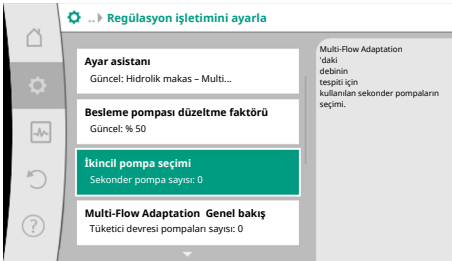 ..▸ Regülasyon işletimini ayarla
Ayar asistanı
Güncel: Hidrolik makas – Multi...
Besleme pompası düzeltme faktörü
Güncel: % 50
İkincil pompa seçimi
Sekonder pompa sayısı: 0
Multi-Flow Adaptation Genel bakış
Tüketici devresi pompaları sayısı: 0
Multi-Flow Adaptation
'daki
debinin
tespiti için
kullanılan sekonder pompaların
seçimi.
?